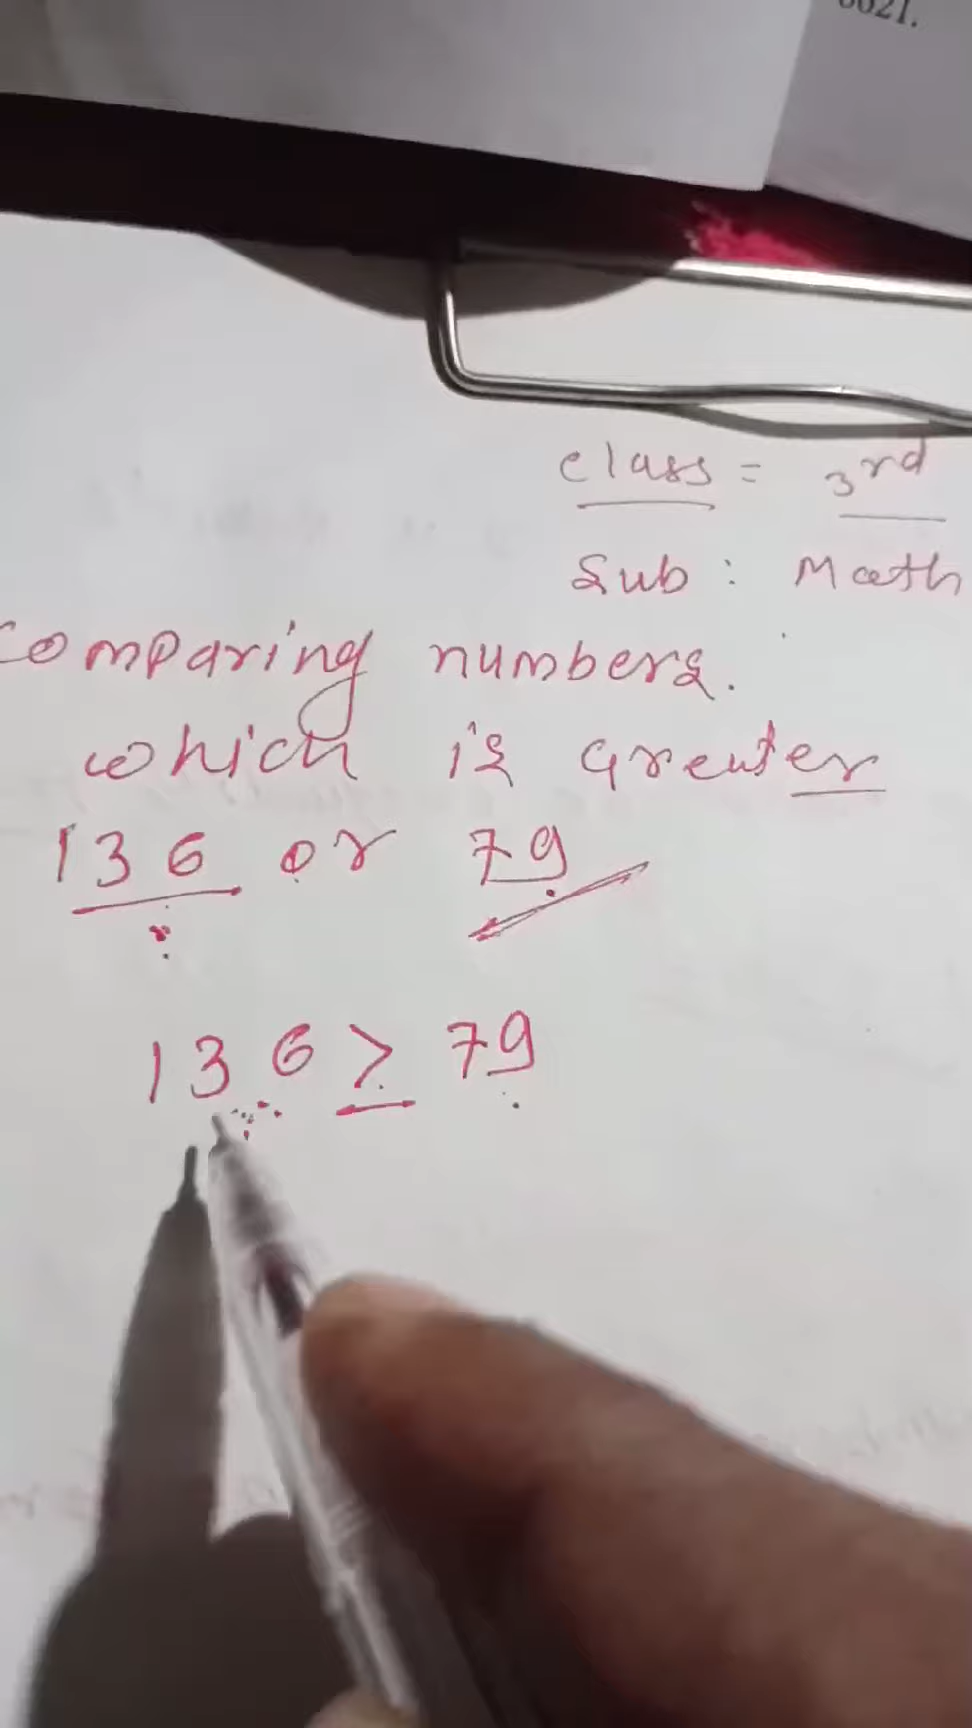 class = 3rd
Sub : Math
comparing numbers.
which is Greater
136 or 79
136 > 79